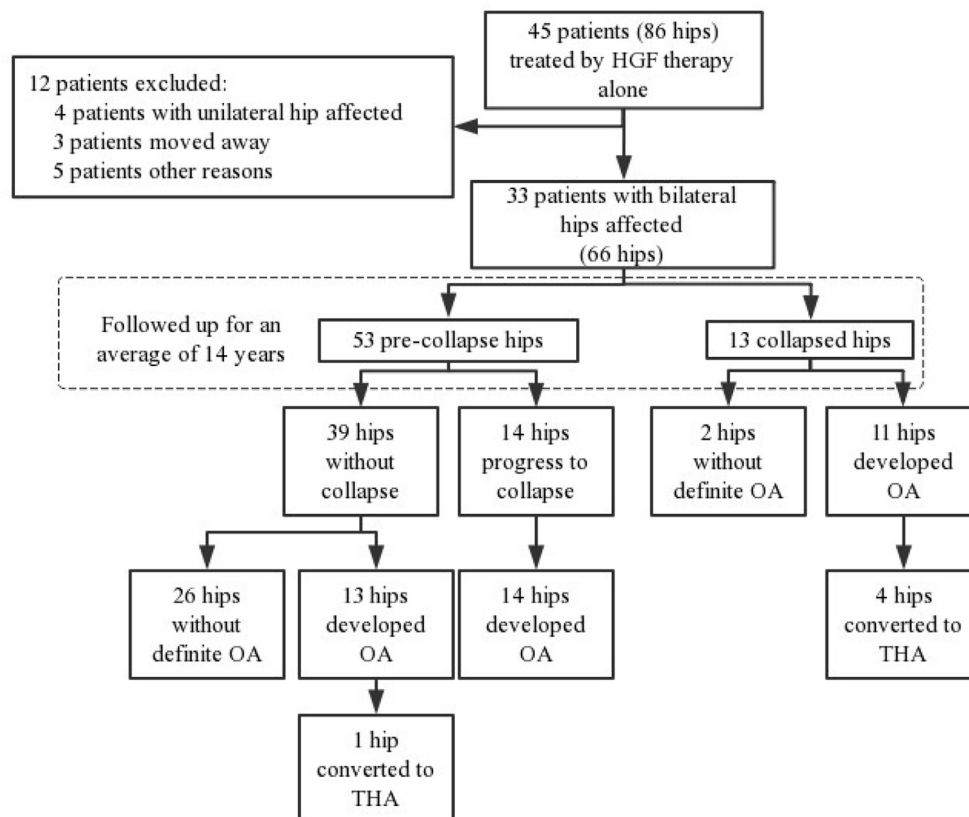 45 patients (86 hips)
treated by HGF therapy
alone
12 patients excluded:
4 patients with unilateral hip affected
3 patients moved away
5 patients other reasons
33 patients with bilateral
hips affected
(66 hips)
Followed up for an
average of 14 years
53 pre-collapse hips
13 collapsed hips
39 hips
without
collapse
14 hips
progress to
collapse
2 hips
without
definite OA
11 hips
developed
OA
26 hips
without
definite OA
13 hips
developed
OA
14 hips
developed
OA
4 hips
converted to
THA
1 hip
converted to
THA